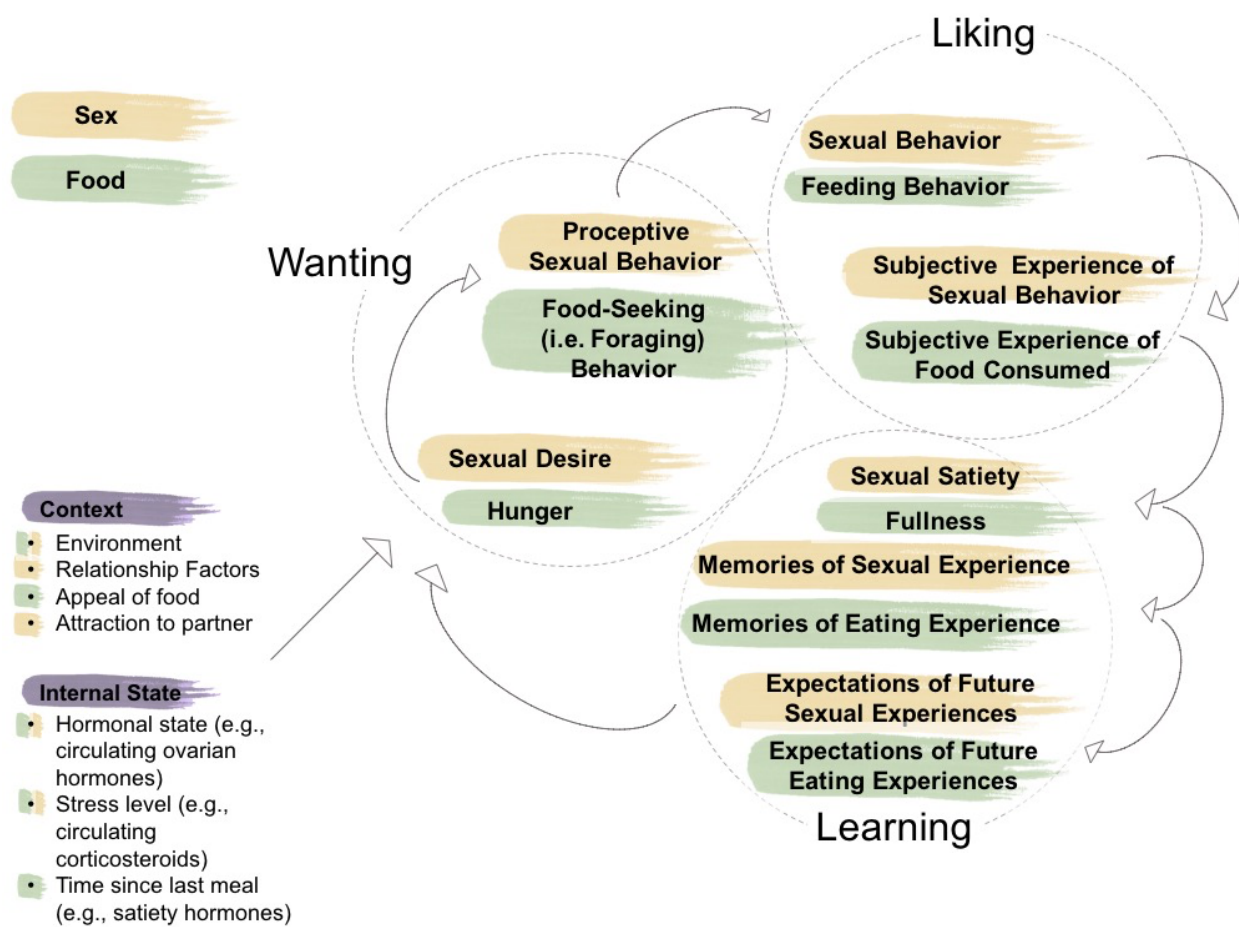 Liking
Sex
Food
Sexual Behavior
Feeding Behavior
Subjective Experience of
Sexual Behavior
Subjective Experience of
Food Consumed
Wanting
Proceptive
Sexual Behavior
Food-Seeking
(i.e. Foraging)
Behavior
Sexual Desire
Hunger
Sexual Satiety
Fullness
Memories of Sexual Experience
Memories of Eating Experience
Expectations of Future
Sexual Experiences
Expectations of Future
Eating Experiences
Learning
Context
• Environment
• Relationship Factors
• Appeal of food
• Attraction to partner
Internal State
• Hormonal state (e.g.,
circulating ovarian
hormones)
• Stress level (e.g.,
circulating
corticosteroids)
• Time since last meal
(e.g., satiety hormones)